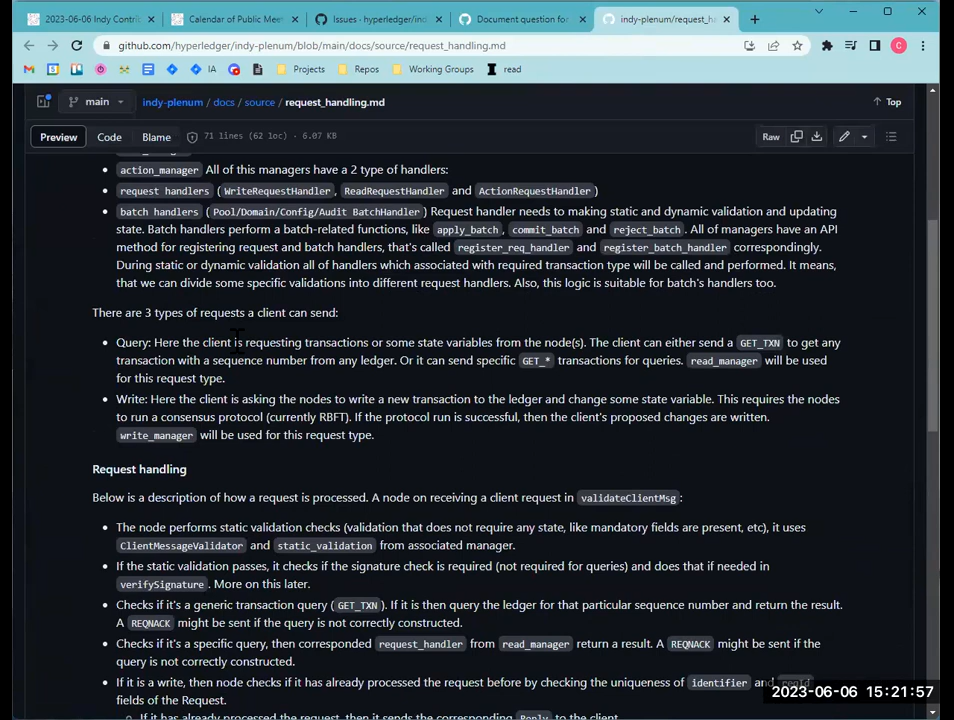 2023-06-06 Indy Contrib
Calendar of Public Meet
Issues · hyperledger/ind
Document question for
indy-plenum/request_ha
github.com/hyperledger/indy-plenum/blob/main/docs/source/request_handling.md
IA
Projects
Repos
Working Groups
read
main
indy-plenum / docs / source / request_handling.md
Top
Preview
Code
Blame
71 lines (62 loc) · 6.07 KB
Raw
action_manager All of this managers have a 2 type of handlers:
request handlers ( WriteRequestHandler, ReadRequestHandler and ActionRequestHandler)
batch handlers ( Pool/Domain/Config/Audit BatchHandler) Request handler needs to making static and dynamic validation and updating
state. Batch handlers perform a batch-related functions, like apply_batch, commit_batch and reject_batch. All of managers have an API
method for registering request and batch handlers, that's called register_req_handler and register_batch_handler correspondingly.
During static or dynamic validation all of handlers which associated with required transaction type will be called and performed. It means,
that we can divide some specific validations into different request handlers. Also, this logic is suitable for batch's handlers too.
There are 3 types of requests a client can send:
Query: Here the client is requesting transactions or some state variables from the node(s). The client can either send a GET_TXN to get any
transaction with a sequence number from any ledger. Or it can send specific GET_* transactions for queries. read_manager will be used
for this request type.
Write: Here the client is asking the nodes to write a new transaction to the ledger and change some state variable. This requires the nodes
to run a consensus protocol (currently RBFT). If the protocol run is successful, then the client's proposed changes are written.
write_manager will be used for this request type.
Request handling
Below is a description of how a request is processed. A node on receiving a client request in validateClientMsg:
The node performs static validation checks (validation that does not require any state, like mandatory fields are present, etc), it uses
ClientMessageValidator and static_validation from associated manager.
If the static validation passes, it checks if the signature check is required (not required for queries) and does that if needed in
verifySignature. More on this later.
Checks if it's a generic transaction query (GET_TXN). If it is then query the ledger for that particular sequence number and return the result.
A REQNACK might be sent if the query is not correctly constructed.
Checks if it's a specific query, then corresponded request_handler from read_manager return a result. A REQNACK might be sent if the
query is not correctly constructed.
If it is a write, then node checks if it has already processed the request before by checking the uniqueness of identifier and reqId
fields of the Request.
If it has already processed the request, then it sends the corresponding Reply to the client
2023-06-06 15:21:57